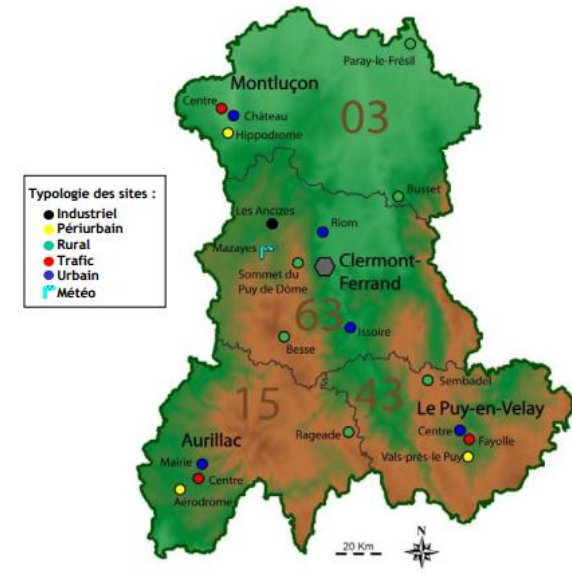 Paray-le-Frésil
Montluçon
Centre
Château
Hippodrome
03
Busset
Typologie des sites :
Industriel
Périurbain
Rural
Trafic
Urbain
Météo
Les Ancizes
Riom
Mazayes
Clermont-
Ferrand
Sommet du
Puy de Dôme
63
Issoire
Besse
15
43
Sembadel
Le Puy-en-Velay
Centre
Fayolle
Vals-près-le Puy
Rageade
Aurillac
Mairie
Centre
Aérodrome
20 Km
N